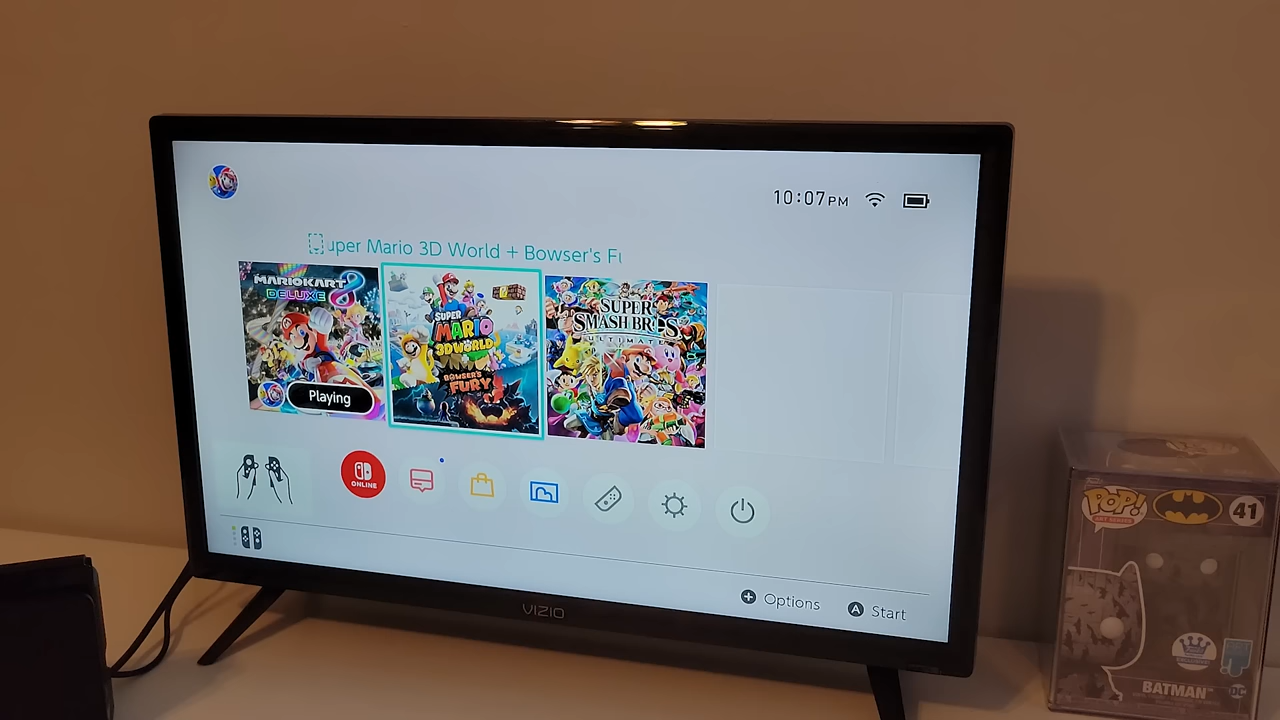 10:07 PM
uper Mario 3D World + Bowser's Fu
MARIOKART 8
DELUXE
Playing
SUPER
MARIO
3D WORLD
BOWSER'S
FURY
SUPER
SMASH BROS.
ULTIMATE
ONLINE
Options
A Start
VIZIO
POP!
41
BATMAN
DC